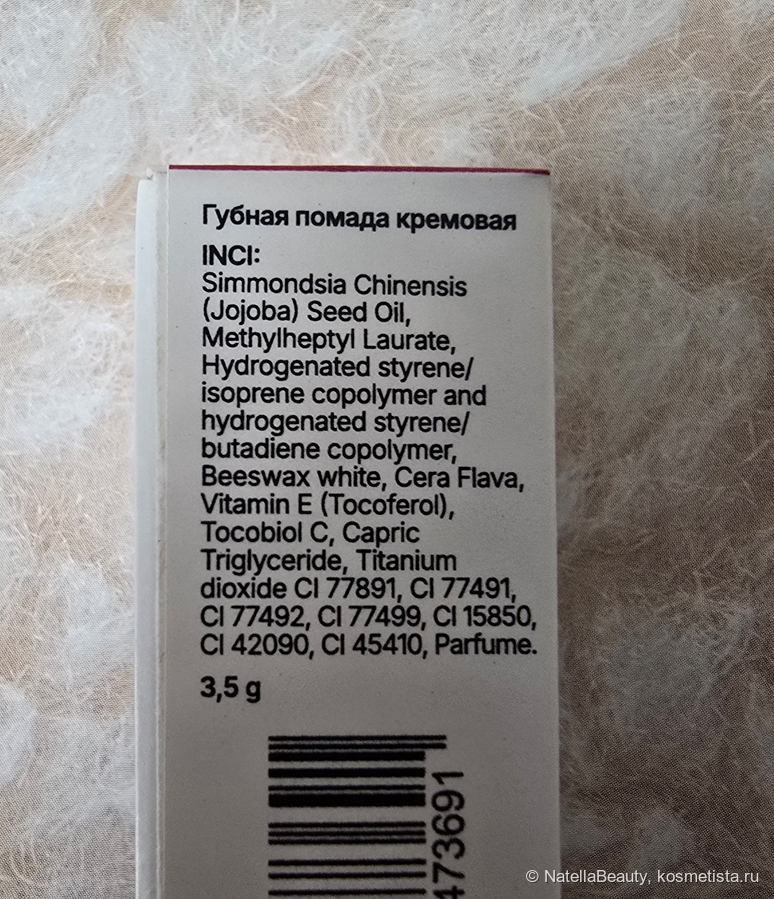 Губная помада кремовая
INCI:
Simmondsia Chinensis
(Jojoba) Seed Oil,
Methylheptyl Laurate,
Hydrogenated styrene/
isoprene copolymer and
hydrogenated styrene/
butadiene copolymer,
Beeswax white, Cera Flava,
Vitamin E (Tocoferol),
Tocobiol C, Capric
Triglyceride, Titanium
dioxide CI 77891, CI 77491,
CI 77492, CI 77499, CI 15850,
CI 42090, CI 45410, Parfume.
3,5 g
473691
© NatellaBeauty, kosmetista.ru